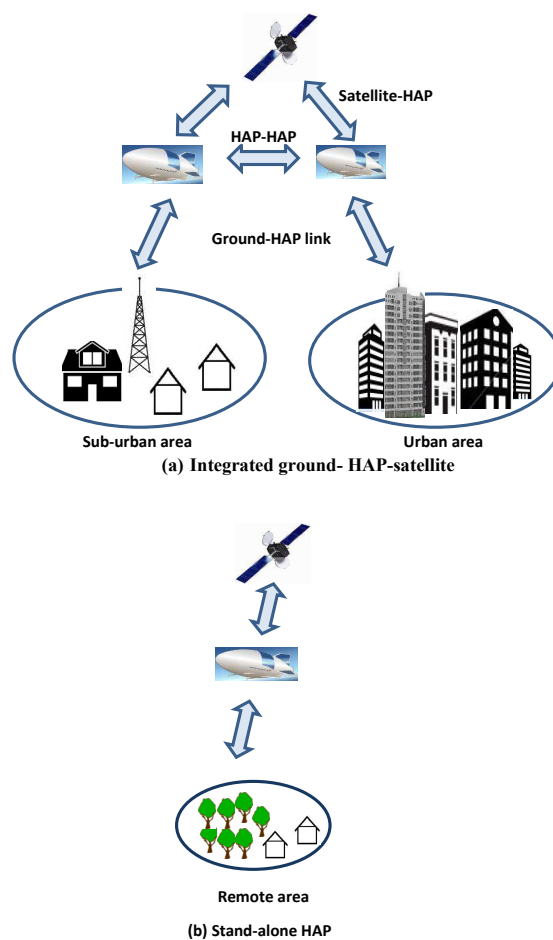 Satellite-HAP
HAP-HAP
Ground-HAP link
Sub-urban area
Urban area
(a) Integrated ground- HAP-satellite
Remote area
(b) Stand-alone HAP